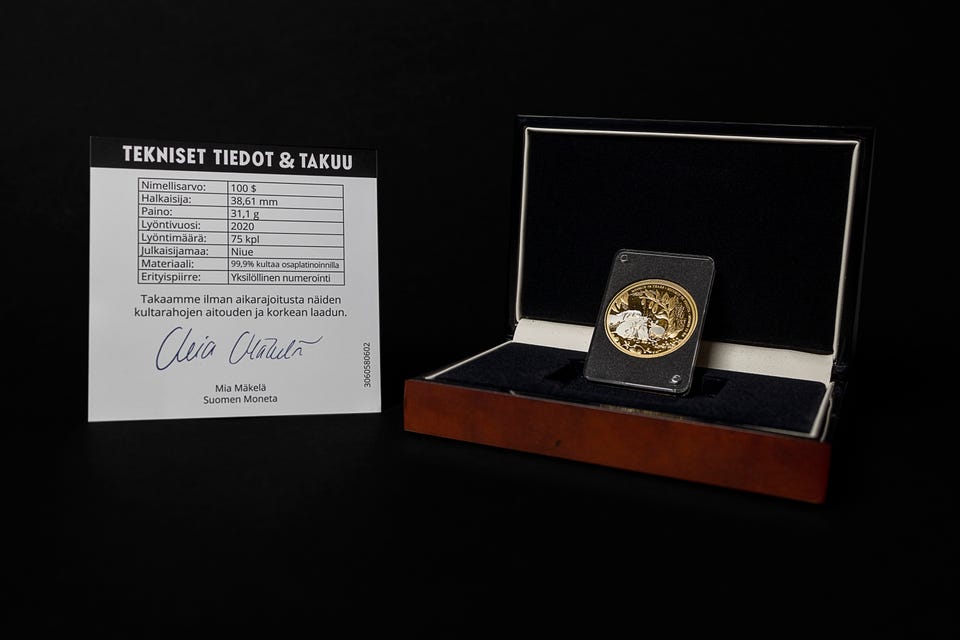 TEKNISET TIEDOT & TAKUU
Nimellisarvo: 100 $
Halkaisija: 38,61 mm
Paino: 31,1 g
Lyöntivuosi: 2020
Lyöntimäärä: 75 kpl
Julkaisijamaa: Niue
Materiaali: 99,9% kultaa osaplatinoinnilla
Erityispiirre: Yksilöllinen numerointi
Takaamme ilman aikarajoitusta näiden
kultarahojen aitouden ja korkean laadun.
Mia Mäkelä
Mia Mäkelä
Suomen Moneta
3060580602